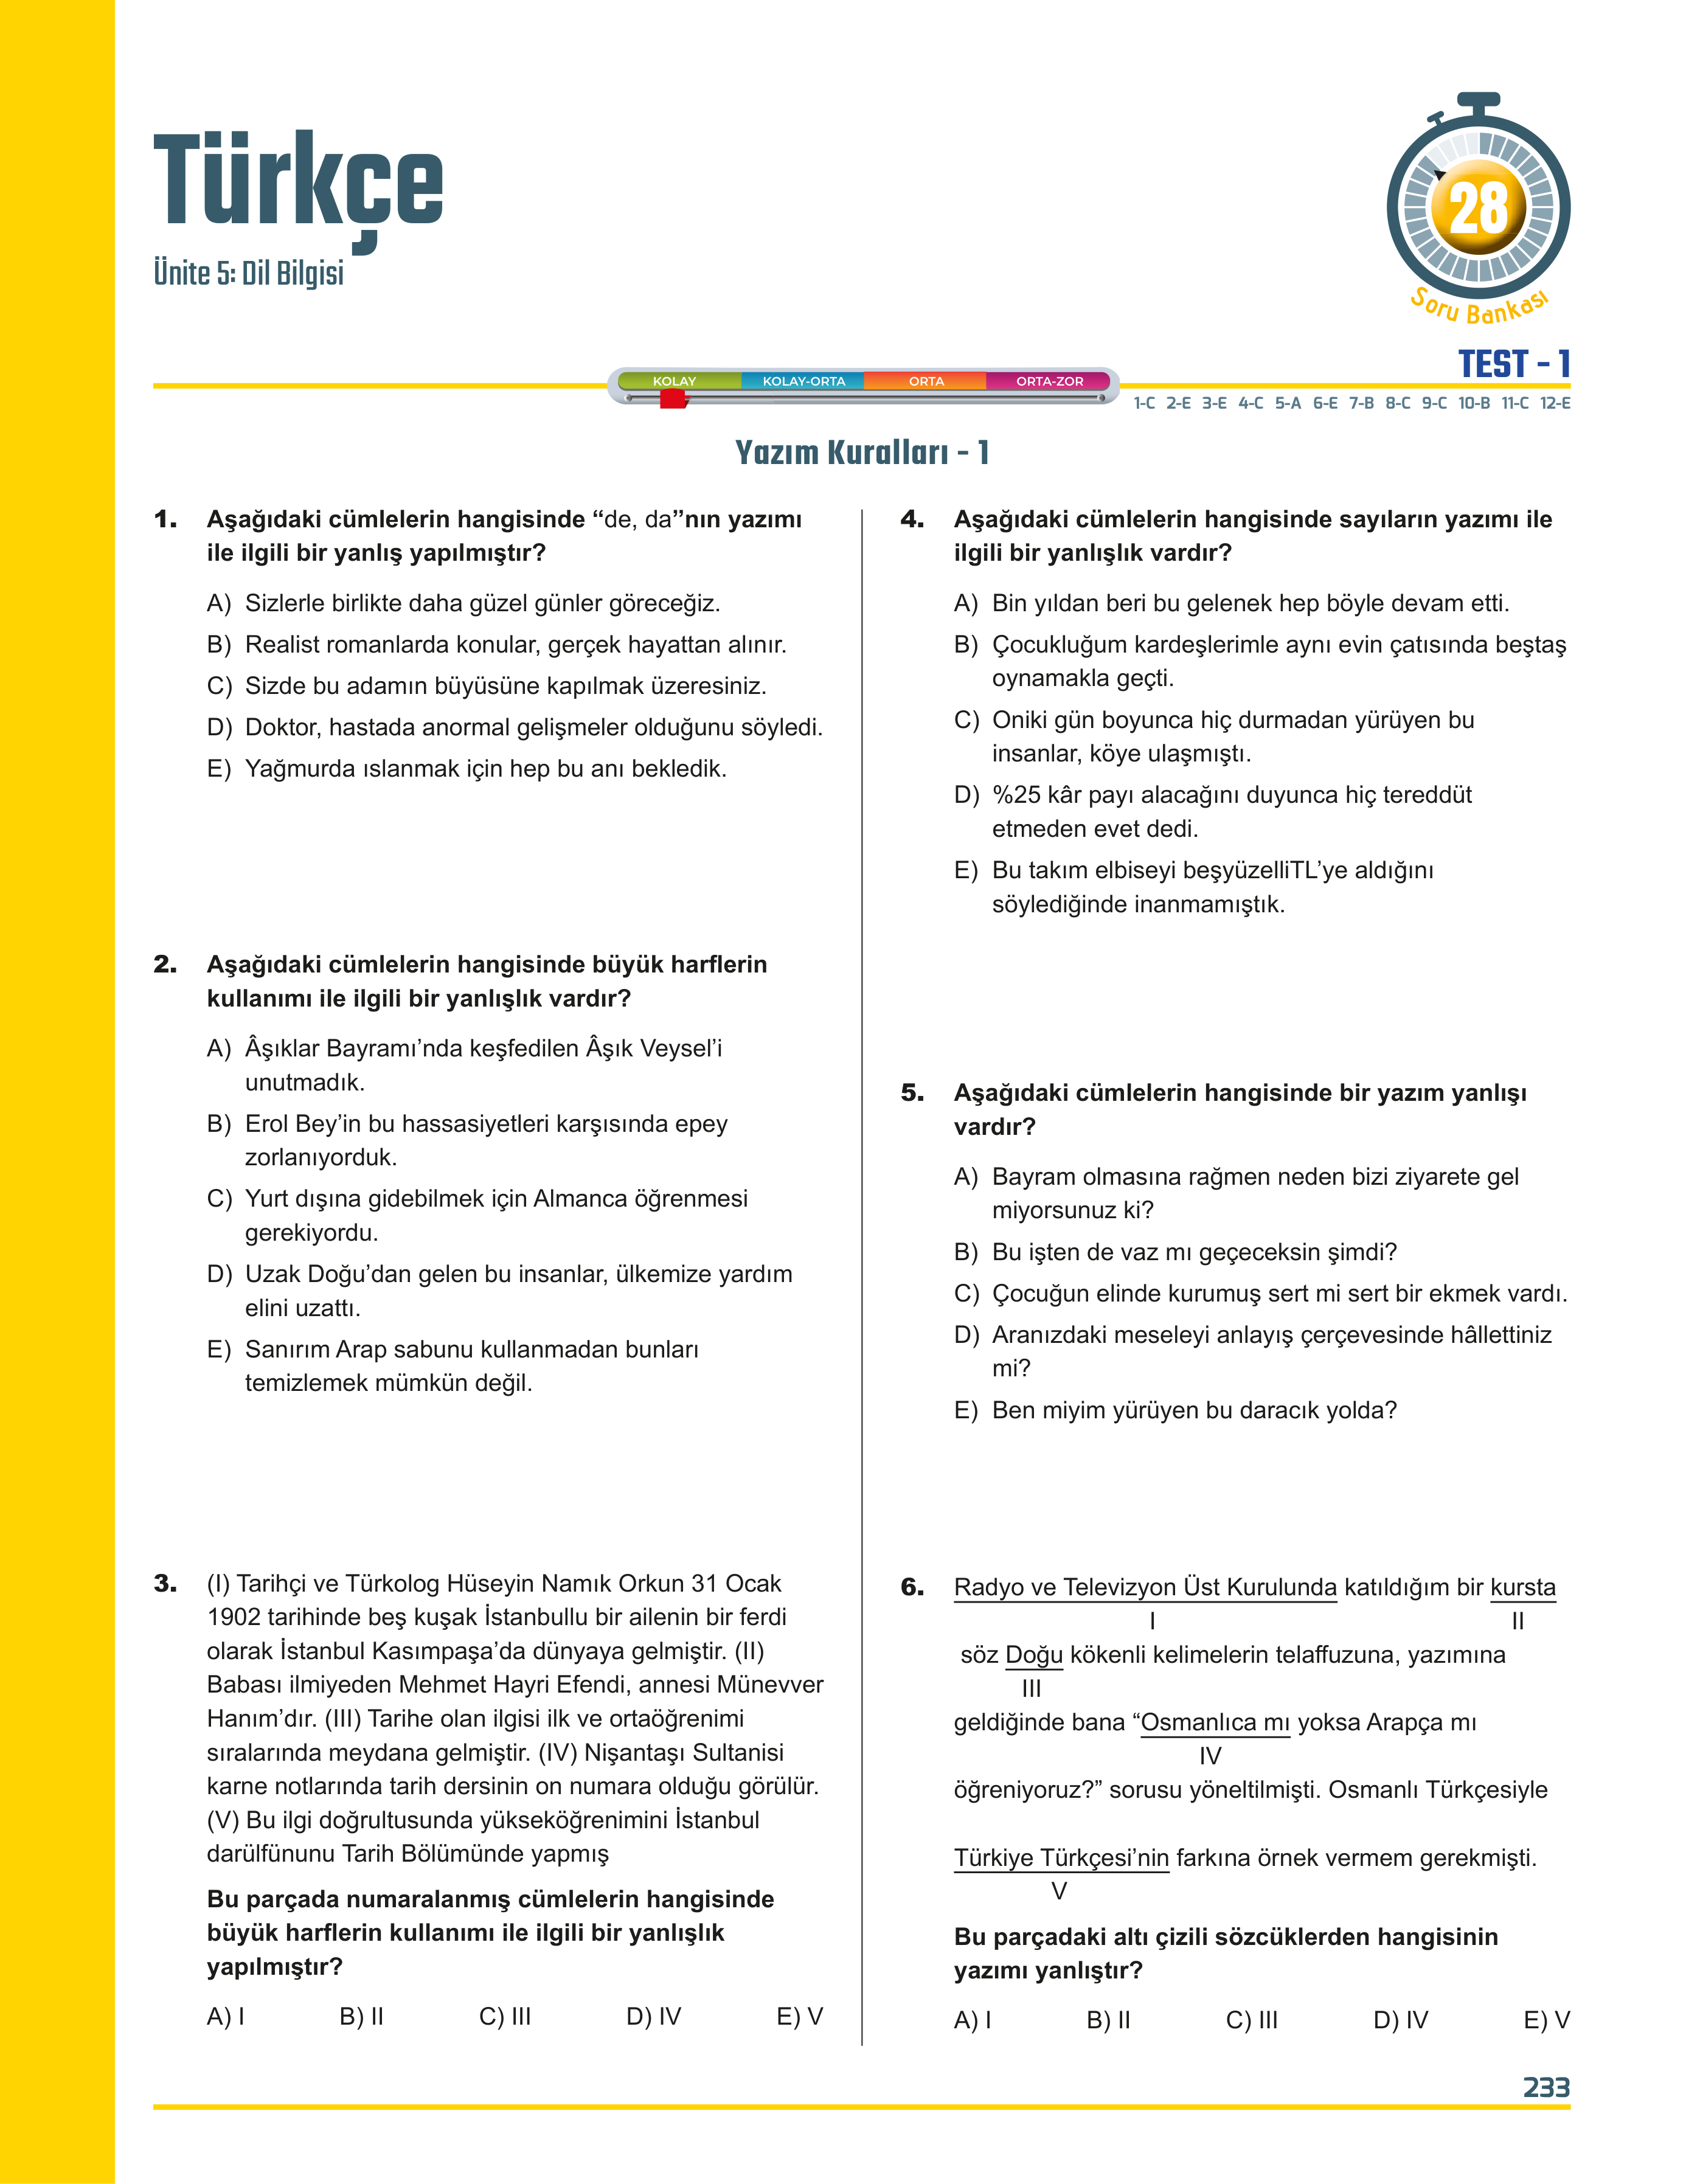 Türkçe
Ünite 5: Dil Bilgisi
28
Soru Bankası
TEST - 1
KOLAY KOLAY-ORTA ORTA ORTA-ZOR
1-C 2-E 3-E 4-C 5-A 6-E 7-B 8-C 9-C 10-B 11-C 12-E
Yazım Kuralları - 1
1. Aşağıdaki cümlelerin hangisinde “de, da”nın yazımı
ile ilgili bir yanlış yapılmıştır?
A) Sizlerle birlikte daha güzel günler göreceğiz.
B) Realist romanlarda konular, gerçek hayattan alınır.
C) Sizde bu adamın büyüsüne kapılmak üzeresiniz.
D) Doktor, hastada anormal gelişmeler olduğunu söyledi.
E) Yağmurda ıslanmak için hep bu anı bekledik.
2. Aşağıdaki cümlelerin hangisinde büyük harflerin
kullanımı ile ilgili bir yanlışlık vardır?
A) Âşıklar Bayramı’nda keşfedilen Âşık Veysel’i
unutmadık.
B) Erol Bey’in bu hassasiyetleri karşısında epey
zorlanıyorduk.
C) Yurt dışına gidebilmek için Almanca öğrenmesi
gerekiyordu.
D) Uzak Doğu’dan gelen bu insanlar, ülkemize yardım
elini uzattı.
E) Sanırım Arap sabunu kullanmadan bunları
temizlemek mümkün değil.
3. (I) Tarihçi ve Türkolog Hüseyin Namık Orkun 31 Ocak
1902 tarihinde beş kuşak İstanbullu bir ailenin bir ferdi
olarak İstanbul Kasımpaşa’da dünyaya gelmiştir. (II)
Babası ilmiyeden Mehmet Hayri Efendi, annesi Münevver
Hanım’dır. (III) Tarihe olan ilgisi ilk ve ortaöğrenimi
sıralarında meydana gelmiştir. (IV) Nişantaşı Sultanisi
karne notlarında tarih dersinin on numara olduğu görülür.
(V) Bu ilgi doğrultusunda yükseköğrenimini İstanbul
darülfünunu Tarih Bölümünde yapmış
Bu parçada numaralanmış cümlelerin hangisinde
büyük harflerin kullanımı ile ilgili bir yanlışlık
yapılmıştır?
A) I B) II C) III D) IV E) V
4. Aşağıdaki cümlelerin hangisinde sayıların yazımı ile
ilgili bir yanlışlık vardır?
A) Bin yıldan beri bu gelenek hep böyle devam etti.
B) Çocukluğum kardeşlerimle aynı evin çatısında beştaş
oynamakla geçti.
C) Oniki gün boyunca hiç durmadan yürüyen bu
insanlar, köye ulaşmıştı.
D) %25 kâr payı alacağını duyunca hiç tereddüt
etmeden evet dedi.
E) Bu takım elbiseyi beşyüzelliTL’ye aldığını
söylediğinde inanmamıştık.
5. Aşağıdaki cümlelerin hangisinde bir yazım yanlışı
vardır?
A) Bayram olmasına rağmen neden bizi ziyarete gel
miyorsunuz ki?
B) Bu işten de vaz mı geçeceksin şimdi?
C) Çocuğun elinde kurumuş sert mi sert bir ekmek vardı.
D) Aranızdaki meseleyi anlayış çerçevesinde hâllettiniz
mi?
E) Ben miyim yürüyen bu daracık yolda?
6. Radyo ve Televizyon Üst Kurulunda katıldığım bir kursta
I II
söz Doğu kökenli kelimelerin telaffuzuna, yazımına
III
geldiğinde bana “Osmanlıca mı yoksa Arapça mı
IV
öğreniyoruz?” sorusu yöneltilmişti. Osmanlı Türkçesiyle
Türkiye Türkçesi’nin farkına örnek vermem gerekmişti.
V
Bu parçadaki altı çizili sözcüklerden hangisinin
yazımı yanlıştır?
A) I B) II C) III D) IV E) V
233